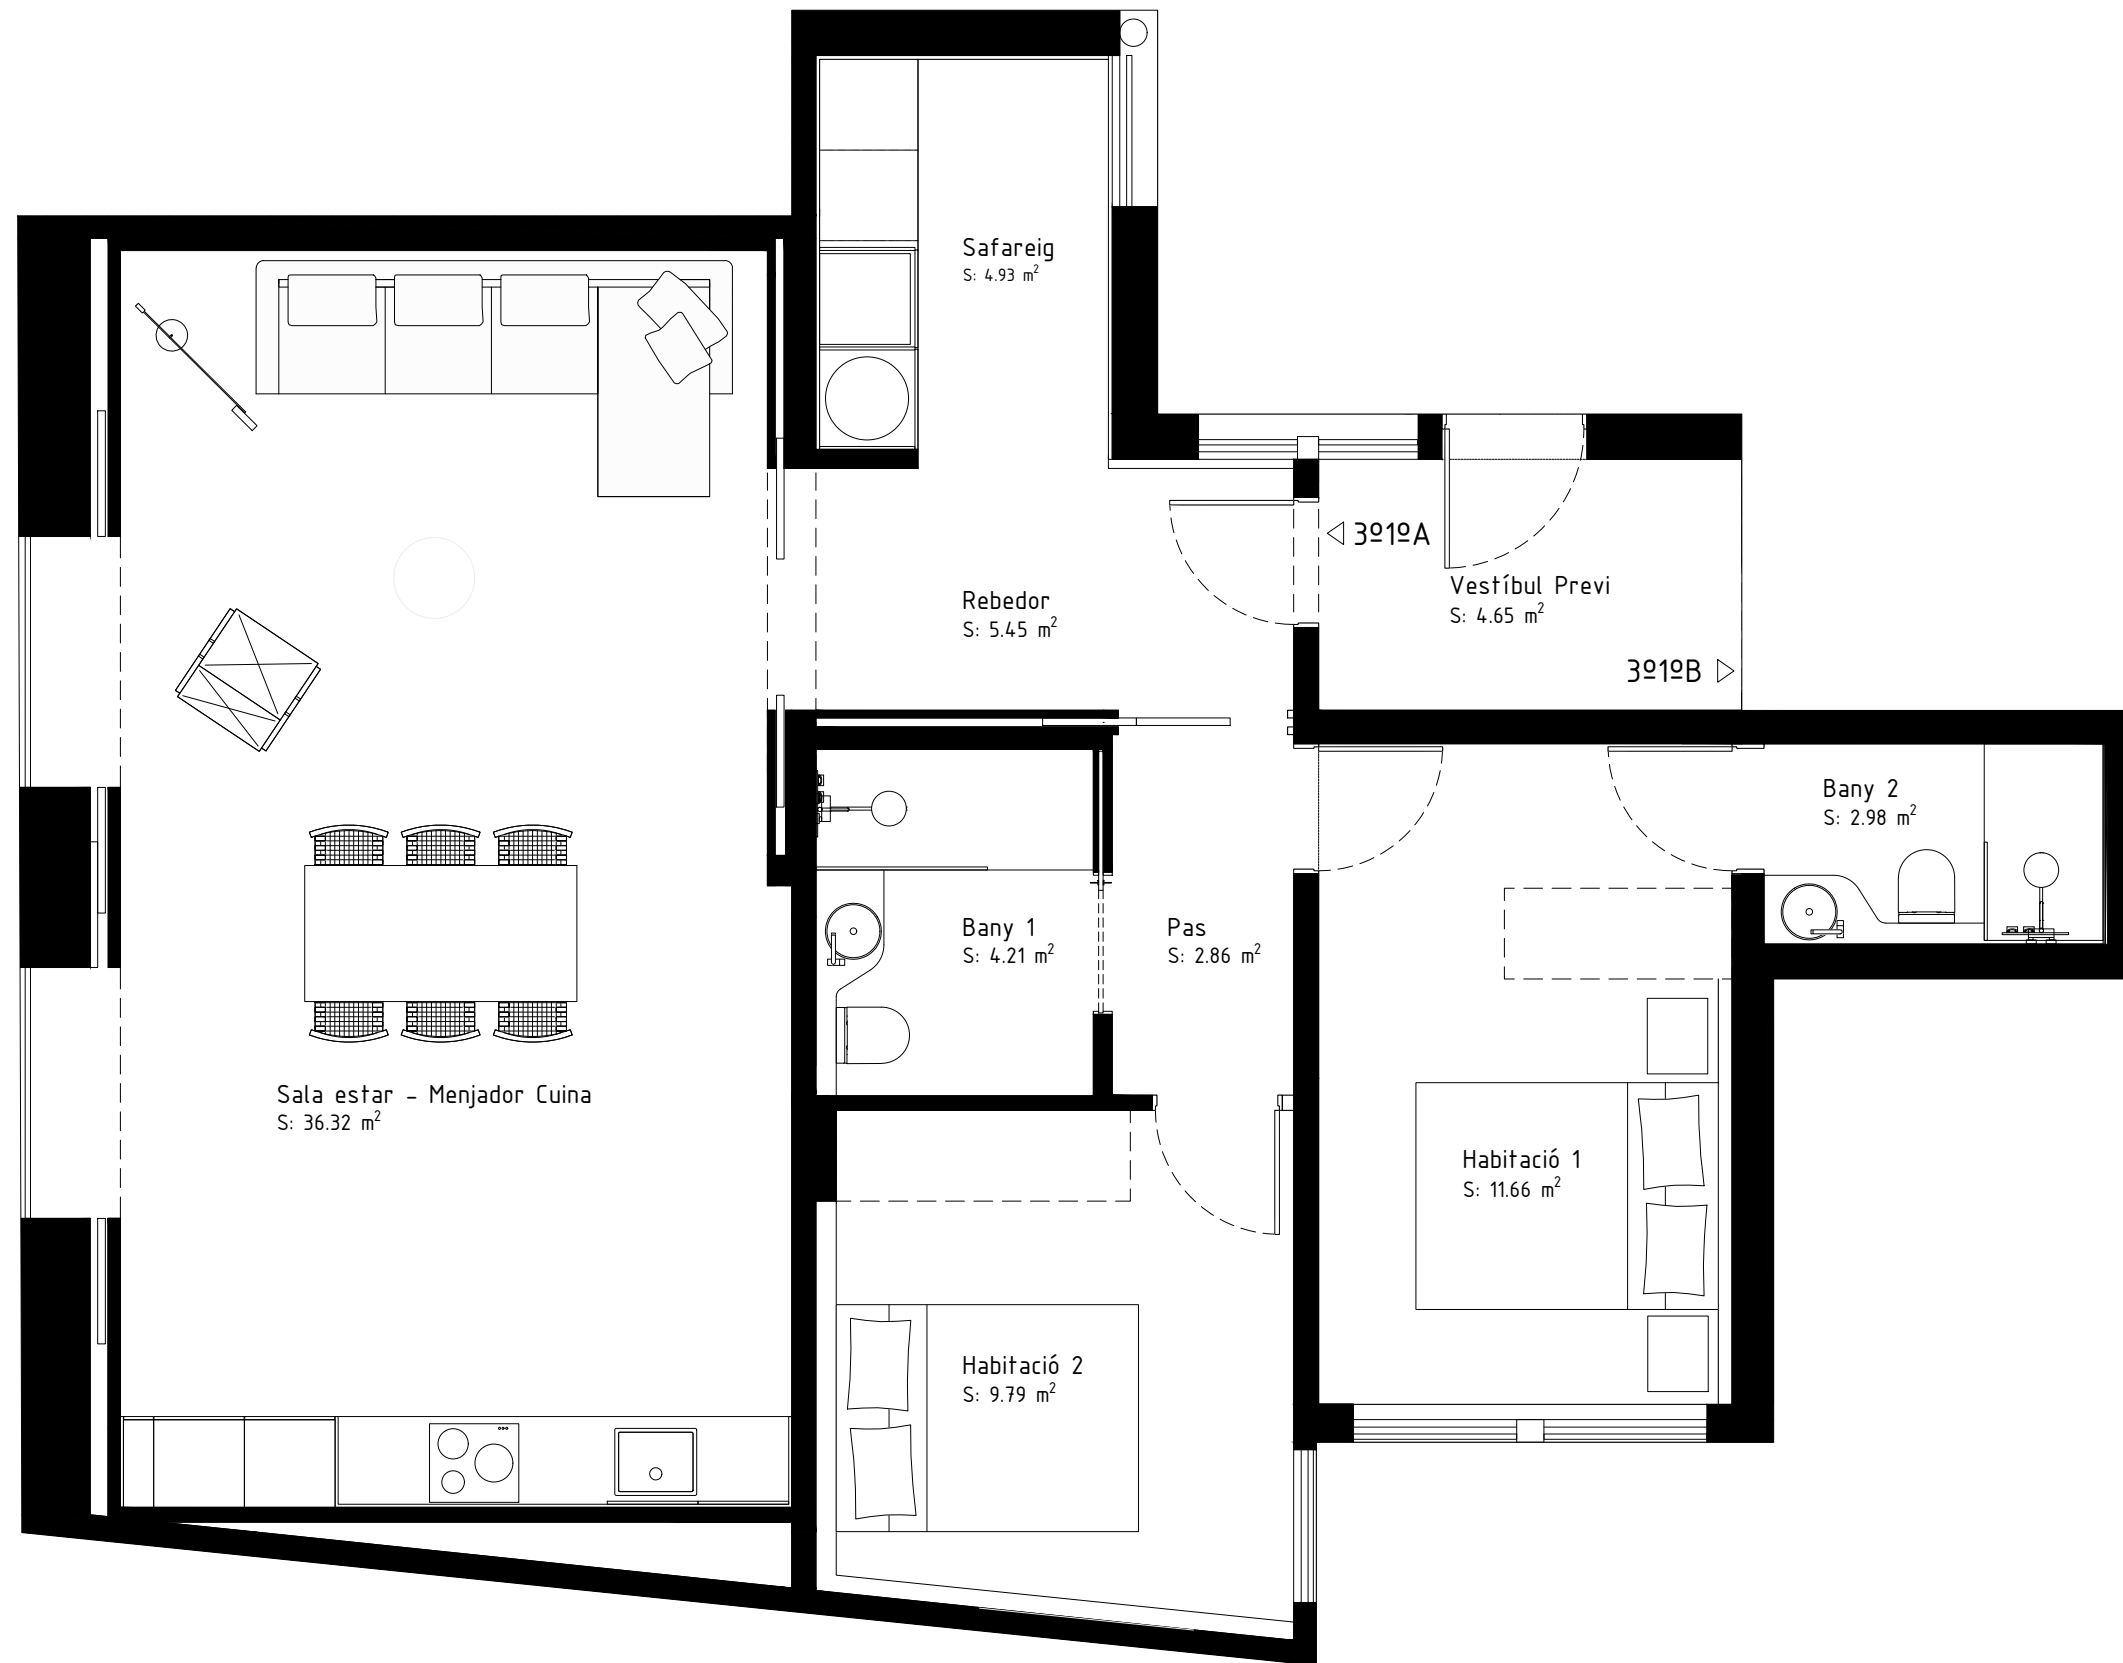 Safareig
S: 4.93 m²
3º1ºA
Vestíbul Previ
S: 4.65 m²
Rebedor
S: 5.45 m²
3º1ºB
Bany 2
S: 2.98 m²
Bany 1
S: 4.21 m²
Pas
S: 2.86 m²
Sala estar - Menjador Cuina
S: 36.32 m²
Habitació 1
S: 11.66 m²
Habitació 2
S: 9.79 m²